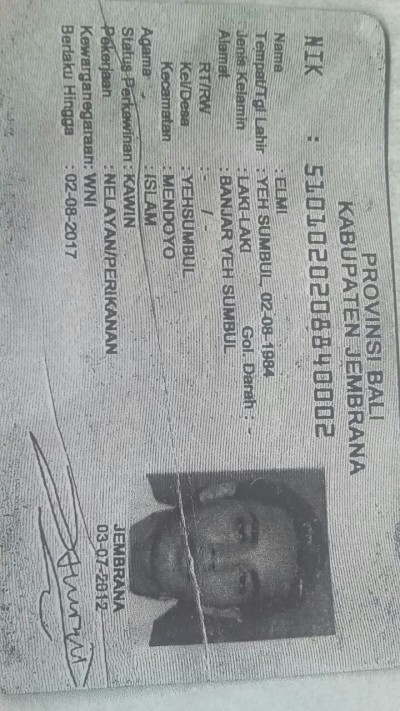 PROVINSI BALI
KABUPATEN JEMBRANA
NIK : 5101020208840002
Nama : ELMI
Tempat/Tgl Lahir : YEH SUMBUL, 02-08-1984
Jenis Kelamin : LAKI-LAKI Gol. Darah : -
Alamat : BANJAR YEH SUMBUL
RT/RW : - / -
Kel/Desa : YEHSUMBUL
Kecamatan : MENDOYO
Agama : ISLAM
Status Perkawinan : KAWIN
Pekerjaan : NELAYAN/PERIKANAN
Kewarganegaraan: WNI
Berlaku Hingga : 02-08-2017
JEMBRANA
03-07-2012